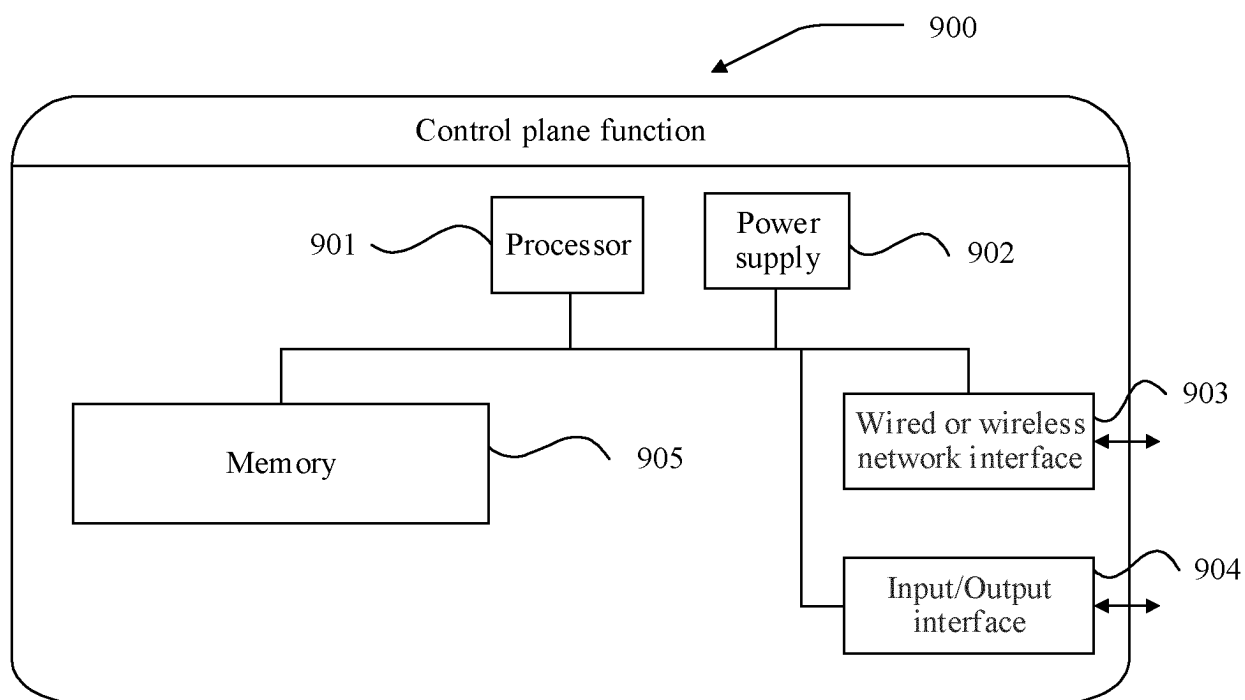 900
Control plane function
901
Processor
Power
supply
902
903
Wired or wireless
network interface
Memory
905
904
Input/Output
interface